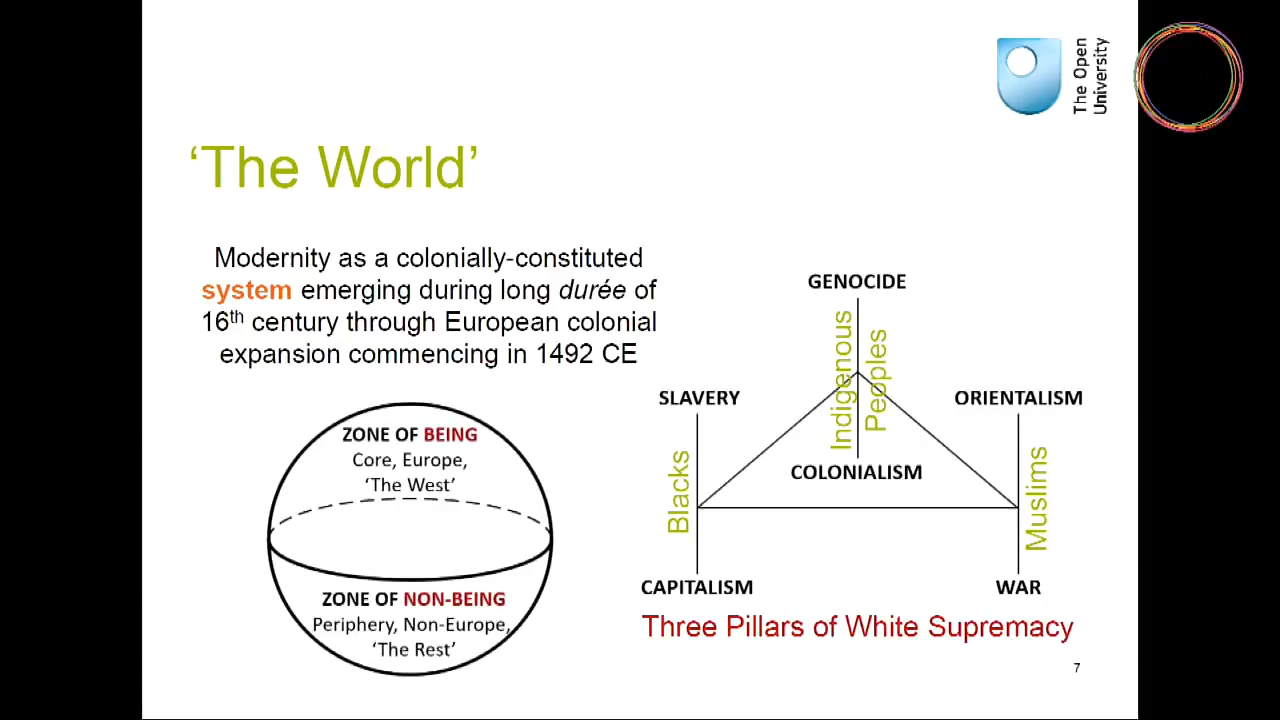 The Open
University
‘The World’
Modernity as a colonially-constituted
system emerging during long durée of
16th century through European colonial
expansion commencing in 1492 CE
ZONE OF BEING
Core, Europe,
‘The West’
ZONE OF NON-BEING
Periphery, Non-Europe,
‘The Rest’
GENOCIDE
Indigenous
Peoples
COLONIALISM
SLAVERY
Blacks
CAPITALISM
ORIENTALISM
Muslims
WAR
Three Pillars of White Supremacy
7